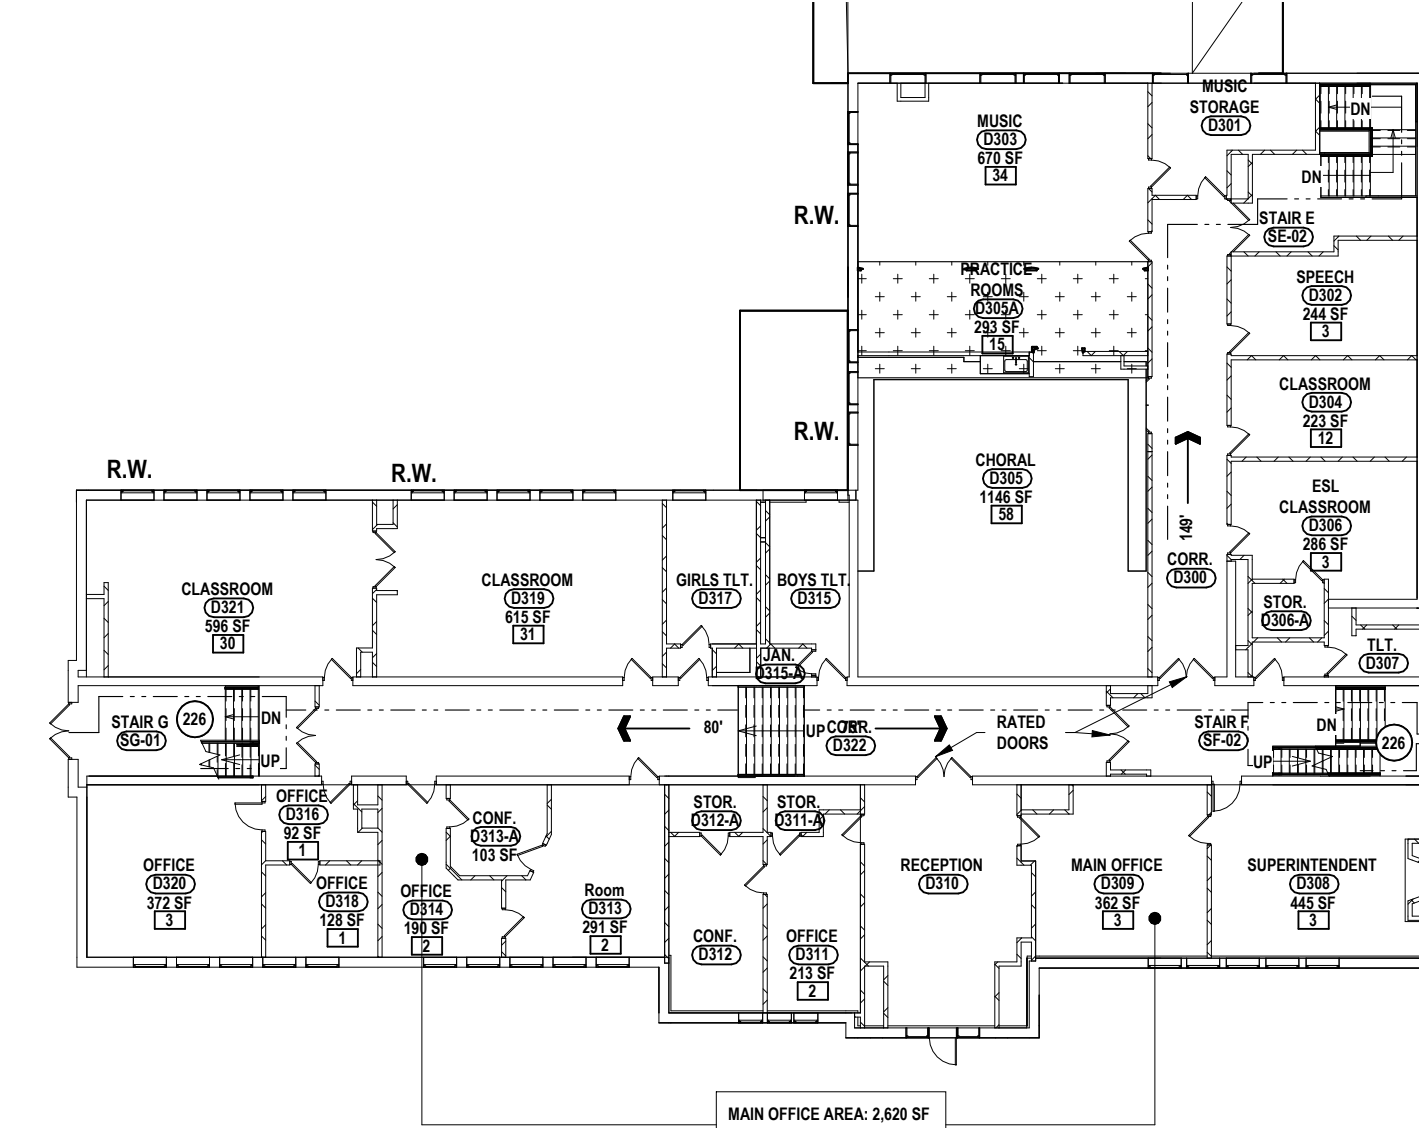 MUSIC
STORAGE
D301
DN
DN
MUSIC
D303
670 SF
34
R.W.
STAIR E
SE-02
PRACTICE
ROOMS
D305A
293 SF
15
SPEECH
D302
244 SF
3
CLASSROOM
D304
223 SF
12
R.W.
CHORAL
D305
1146 SF
58
R.W.
R.W.
ESL
CLASSROOM
D306
286 SF
3
149'
CORR.
D300
CLASSROOM
D321
596 SF
30
CLASSROOM
D319
615 SF
31
GIRLS TLT.
D317
BOYS TLT.
D315
STOR.
D306-A
JAN.
D315-A
TLT.
D307
STAIR G
SG-01
226
DN
UP
80'
UP
CORR.
D322
RATED
DOORS
STAIR F
SF-02
DN
UP
226
OFFICE
D316
92 SF
1
CONF.
D313-A
103 SF
STOR.
D312-A
STOR.
D311-A
OFFICE
D320
372 SF
3
OFFICE
D318
128 SF
1
OFFICE
D314
190 SF
2
Room
D313
291 SF
2
CONF.
D312
OFFICE
D311
213 SF
2
RECEPTION
D310
MAIN OFFICE
D309
362 SF
3
SUPERINTENDENT
D308
445 SF
3
MAIN OFFICE AREA: 2,620 SF